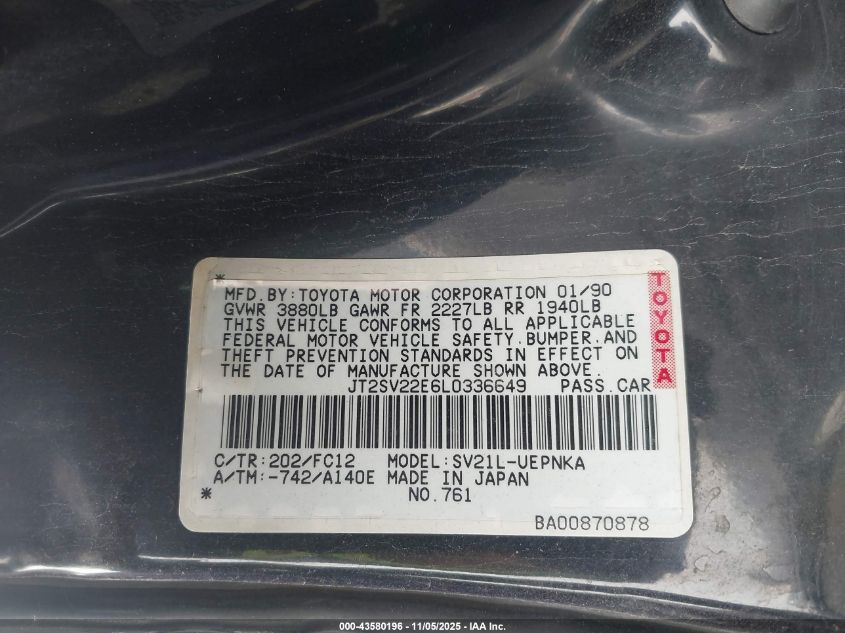 *
MFD.BY:TOYOTA MOTOR CORPORATION 01/90
GVWR 3880LB GAWR FR 2227LB RR 1940LB
THIS VEHICLE CONFORMS TO ALL APPLICABLE
FEDERAL MOTOR VEHICLE SAFETY,BUMPER,AND
THEFT PREVENTION STANDARDS IN EFFECT ON
THE DATE OF MANUFACTURE SHOWN ABOVE.
JT2SV22E6L0336649 PASS.CAR
TOYOTA
C/TR:202/FC12 MODEL:SV21L-UEPNKA
A/TM:-742/A140E MADE IN JAPAN
* NO.761
BA00870878
000-43580196 - 11/05/2025 - IAA Inc.